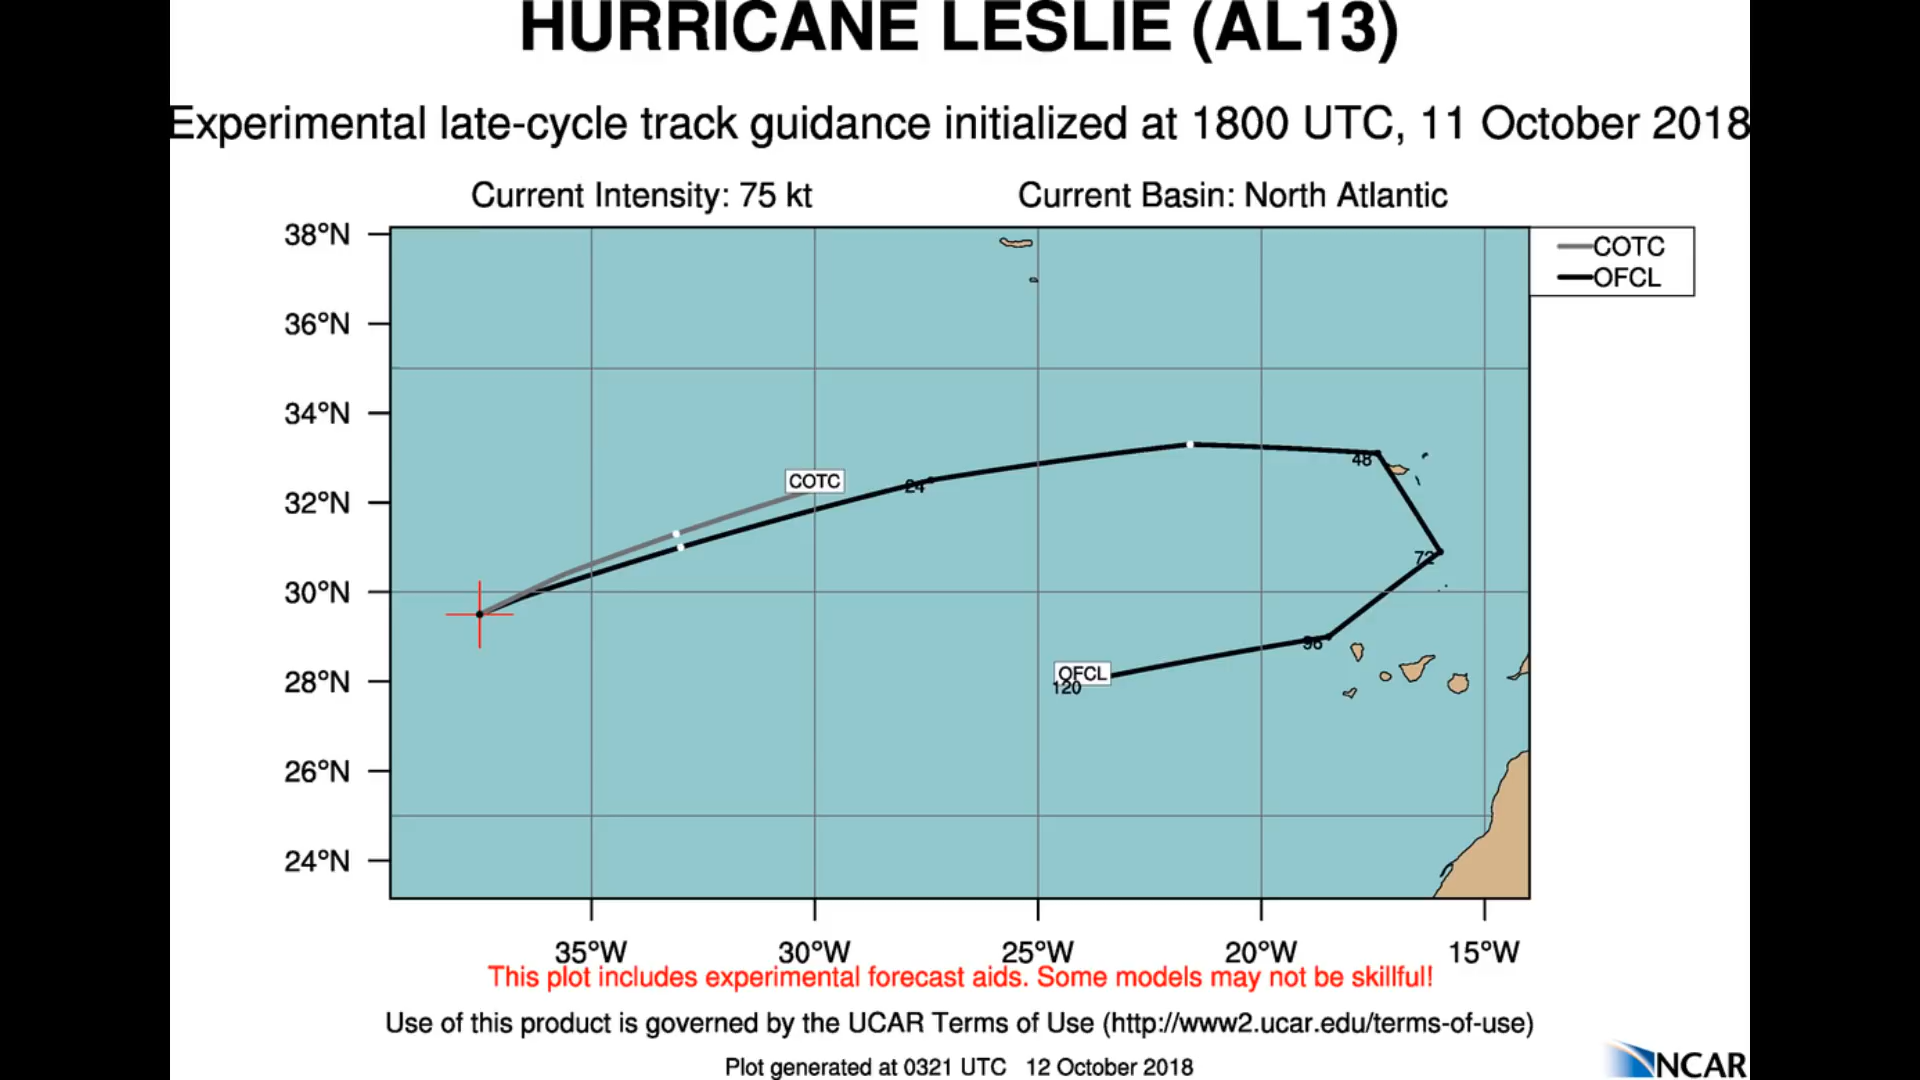 HURRICANE LESLIE (AL13)
Experimental late-cycle track guidance initialized at 1800 UTC, 11 October 2018
Current Intensity: 75 kt
Current Basin: North Atlantic
38°N
36°N
34°N
32°N
30°N
28°N
26°N
24°N
COTC
OFCL
COTC
24
48
72
96
OFCL
120
35°W
30°W
25°W
20°W
15°W
This plot includes experimental forecast aids. Some models may not be skillful!
Use of this product is governed by the UCAR Terms of Use (http://www2.ucar.edu/terms-of-use)
Plot generated at 0321 UTC 12 October 2018
NCAR